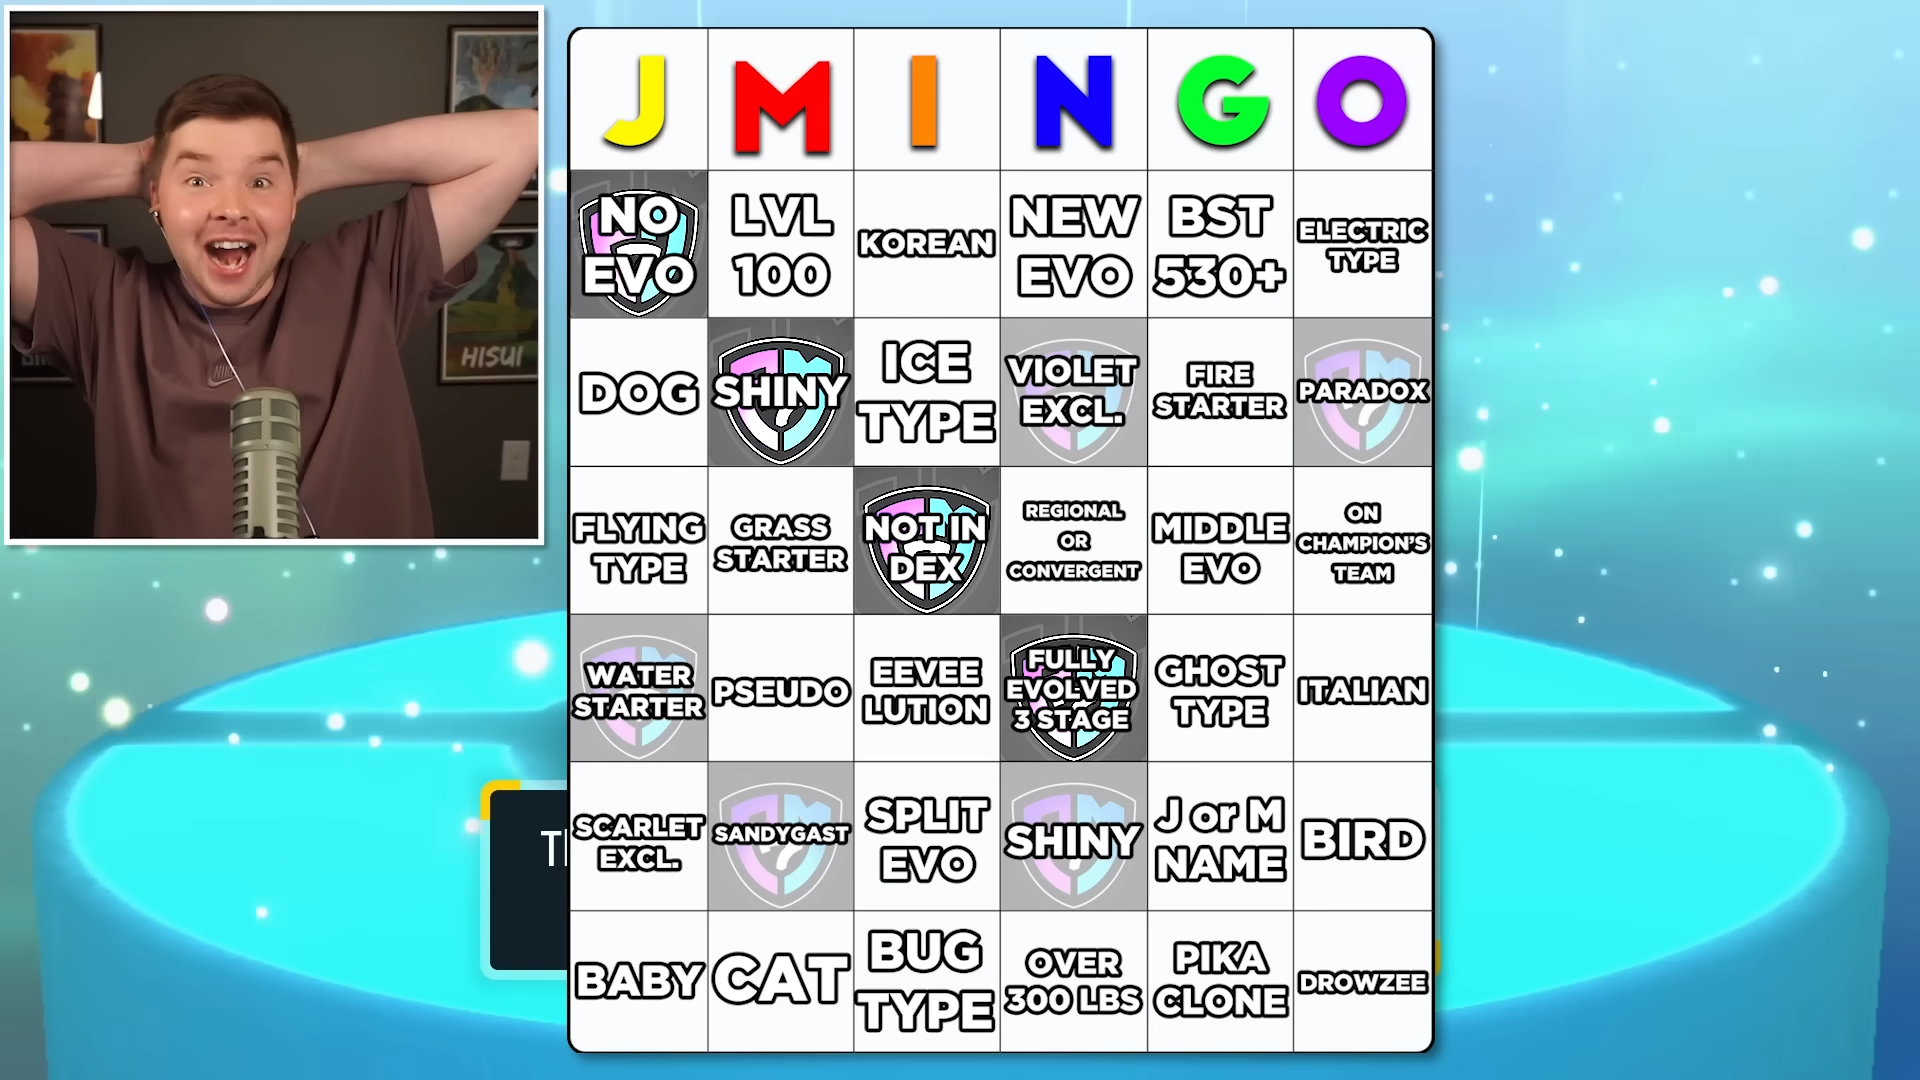 J M I N G O
NO
EVO
LVL
100
KOREAN
NEW
EVO
BST
530+
ELECTRIC
TYPE
DOG
SHINY
ICE
TYPE
VIOLET
EXCL.
FIRE
STARTER
PARADOX
FLYING
TYPE
GRASS
STARTER
NOT IN
DEX
REGIONAL
OR
CONVERGENT
MIDDLE
EVO
ON
CHAMPION'S
TEAM
WATER
STARTER
PSEUDO
EEVEE
LUTION
FULLY
EVOLVED
3 STAGE
GHOST
TYPE
ITALIAN
SCARLET
EXCL.
SANDYGAST
SPLIT
EVO
SHINY
J or M
NAME
BIRD
BABY
CAT
BUG
TYPE
OVER
300 LBS
PIKA
CLONE
DROWZEE
HISUI